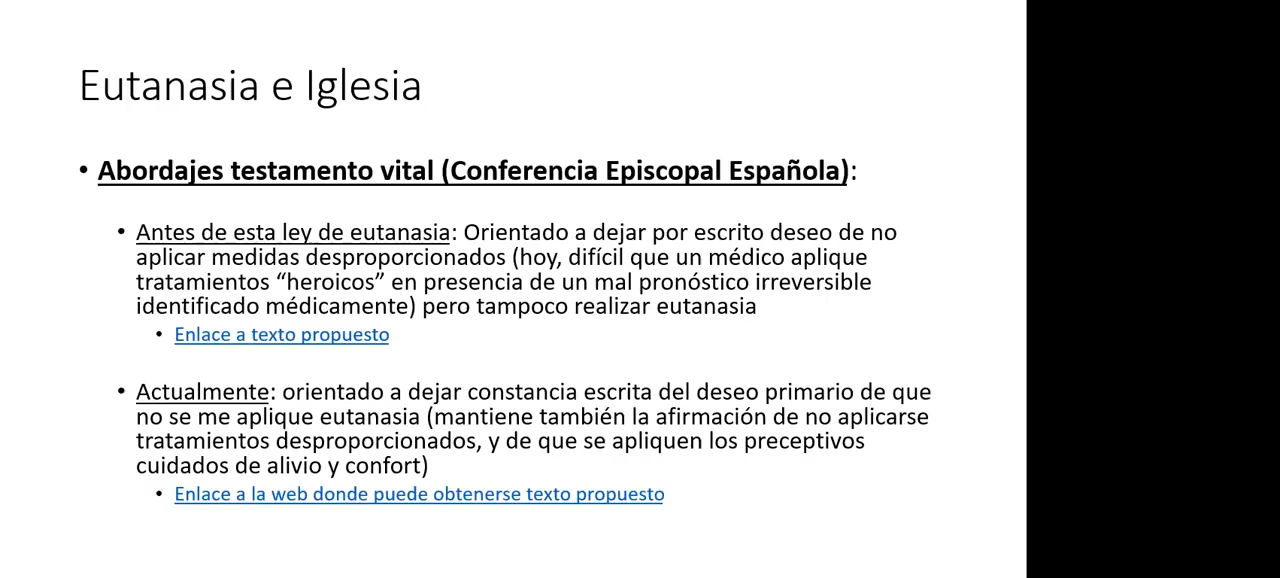 Eutanasia e Iglesia
• Abordajes testamento vital (Conferencia Episcopal Española):
• Antes de esta ley de eutanasia: Orientado a dejar por escrito deseo de no
aplicar medidas desproporcionados (hoy, difícil que un médico aplique
tratamientos “heroicos” en presencia de un mal pronóstico irreversible
identificado médicamente) pero tampoco realizar eutanasia
• Enlace a texto propuesto
• Actualmente: orientado a dejar constancia escrita del deseo primario de que
no se me aplique eutanasia (mantiene también la afirmación de no aplicarse
tratamientos desproporcionados, y de que se apliquen los preceptivos
cuidados de alivio y confort)
• Enlace a la web donde puede obtenerse texto propuesto